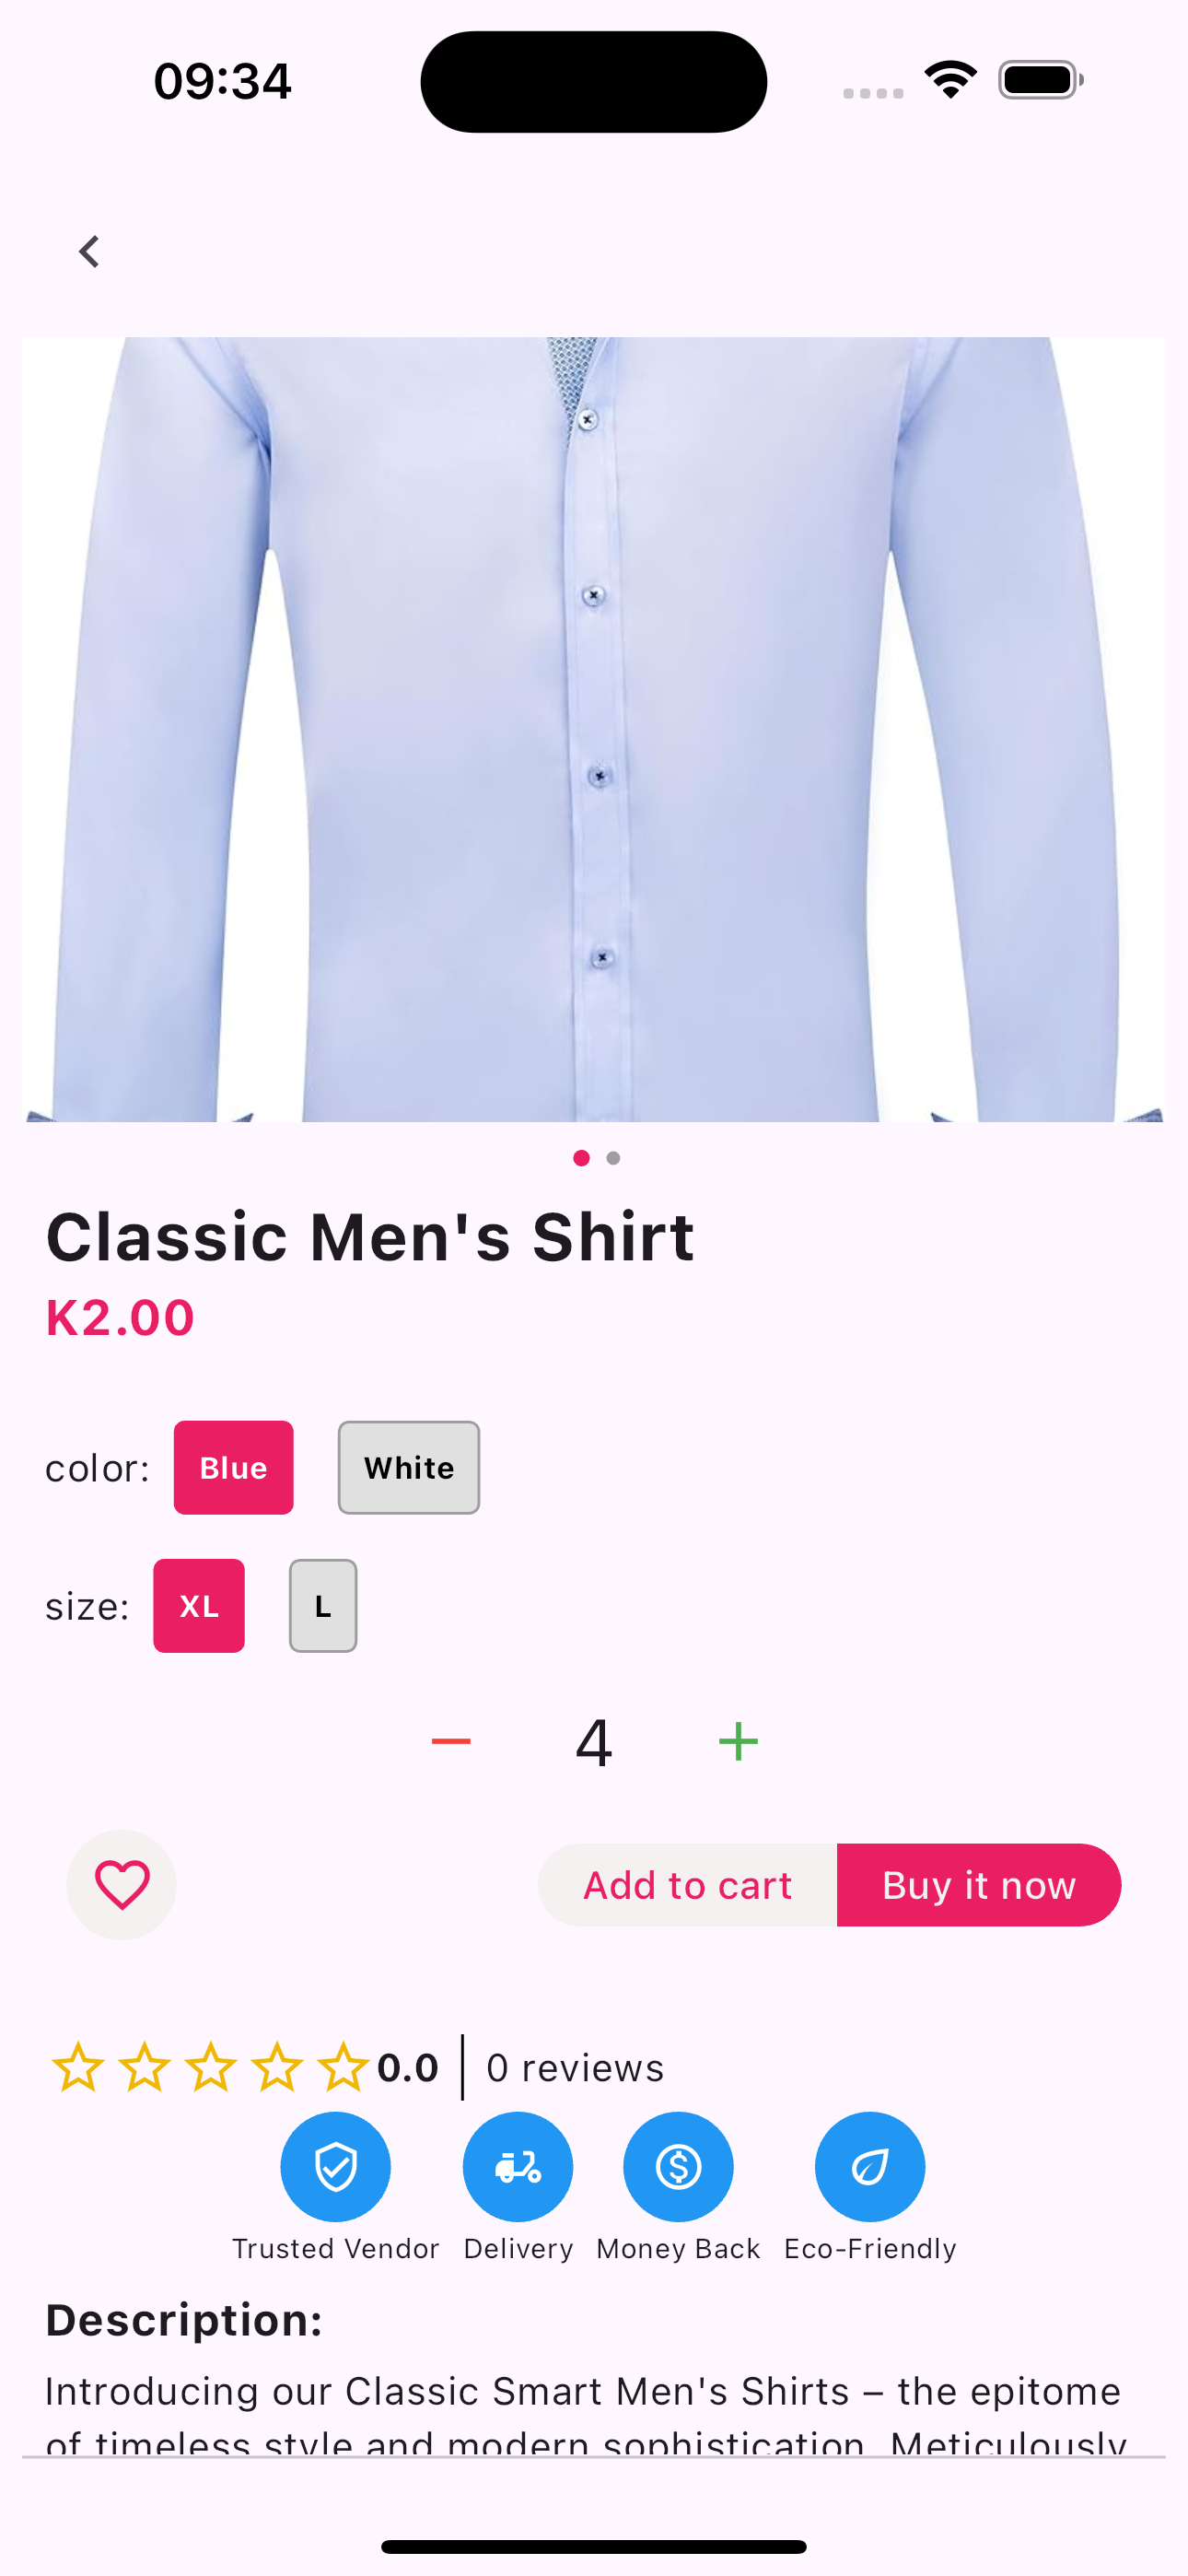 09:34
Classic Men's Shirt
K2.00
color: Blue White
size: XL L
− 4 +
Add to cart Buy it now
0.0 | 0 reviews
Trusted Vendor Delivery Money Back Eco-Friendly
Description:
Introducing our Classic Smart Men's Shirts – the epitome
of timeless style and modern sophistication. Meticulously